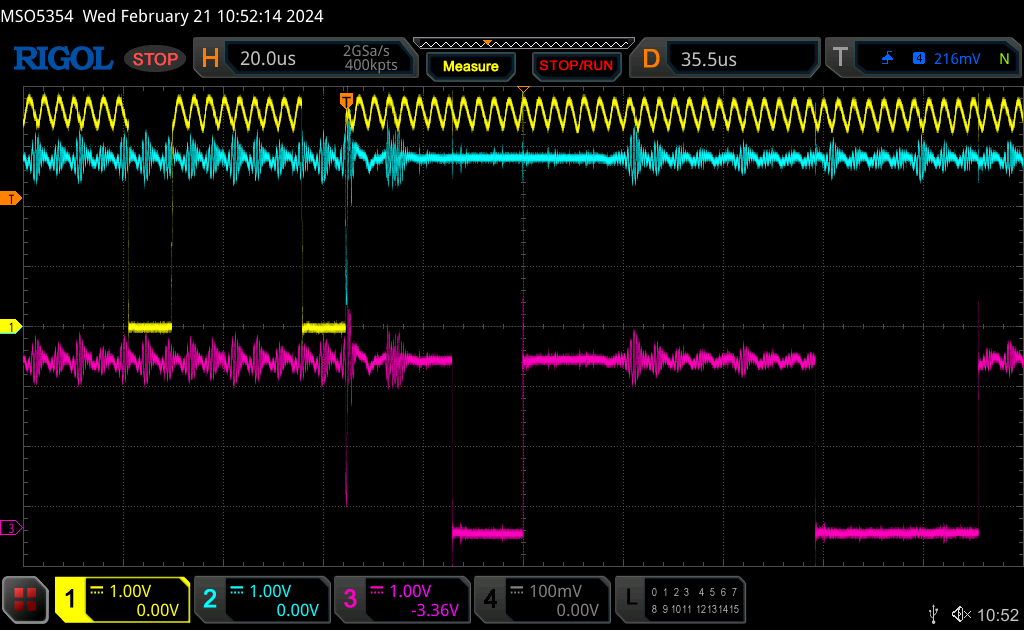 MSO5354 Wed February 21 10:52:14 2024
RIGOL STOP H 20.0us 2GSa/s 400kpts Measure STOP/RUN D 35.5us T 4 216mV N
T
T
1
3
1 1.00V 0.00V
2 1.00V 0.00V
3 1.00V -3.36V
4 100mV 0.00V
L 0 1 2 3 4 5 6 7
8 9 10 11 12 13 14 15
10:52